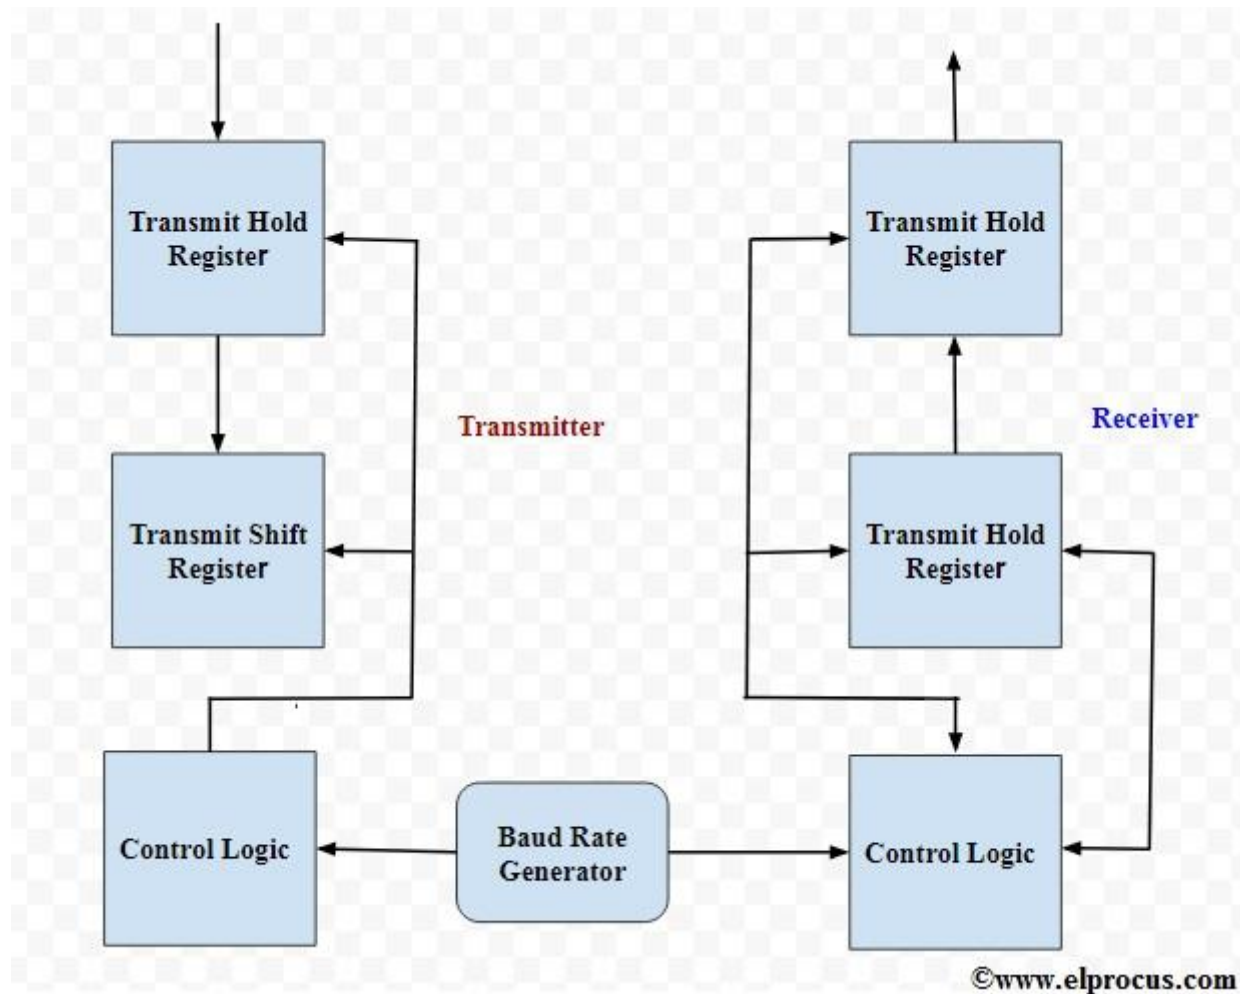 Transmit Hold
Register
Transmit Hold
Register
Transmitter
Receiver
Transmit Shift
Register
Transmit Hold
Register
Control Logic
Baud Rate
Generator
Control Logic
©www.elprocus.com